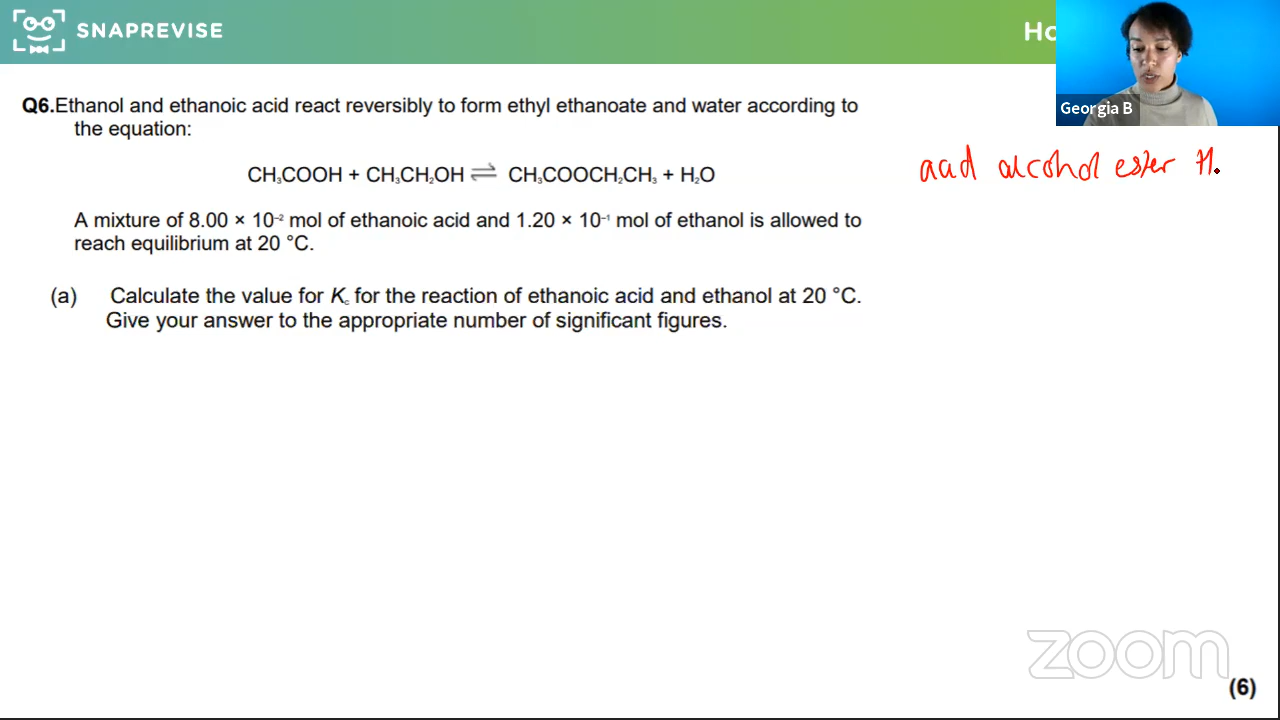 SNAPREVISE
Ho
Georgia B
Q6.Ethanol and ethanoic acid react reversibly to form ethyl ethanoate and water according to
the equation:
CH₃COOH + CH₃CH₂OH ⇌ CH₃COOCH₂CH₃ + H₂O
acid alcohol ester H
A mixture of 8.00 × 10⁻² mol of ethanoic acid and 1.20 × 10⁻¹ mol of ethanol is allowed to
reach equilibrium at 20 °C.
(a) Calculate the value for K꜀ for the reaction of ethanoic acid and ethanol at 20 °C.
Give your answer to the appropriate number of significant figures.
zoom
(6)